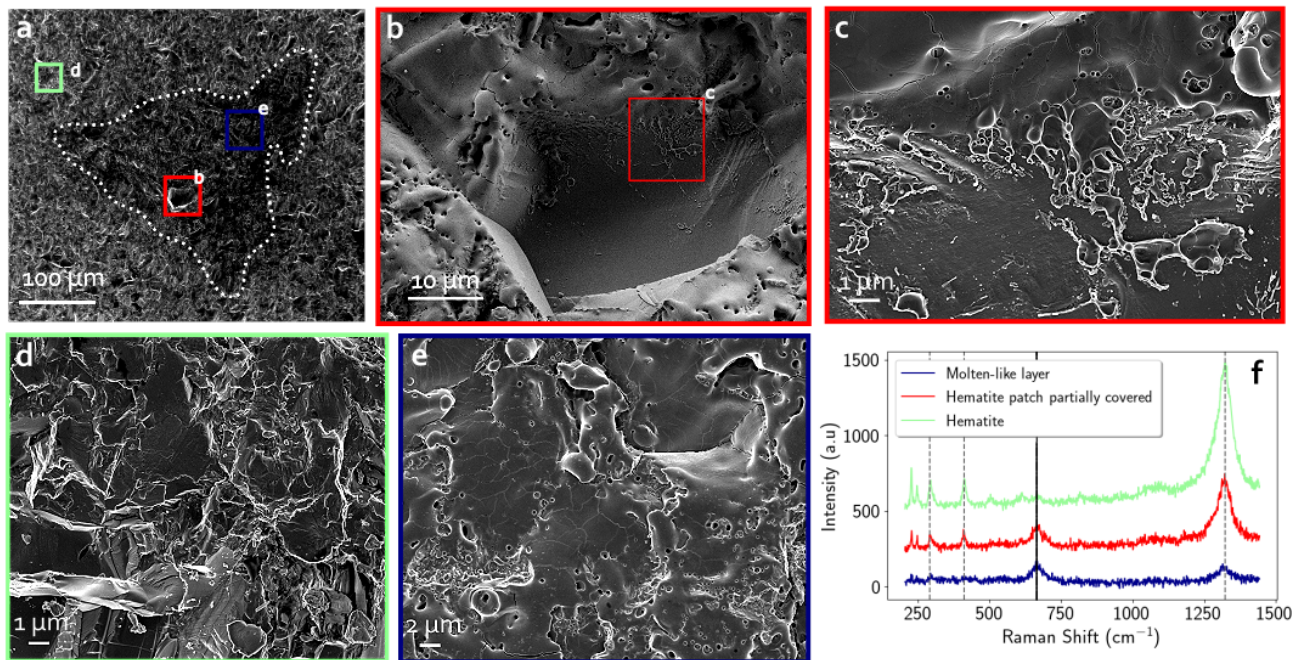 a
d
e
b
100 μm
b
c
10 μm
c
1 μm
d
1 μm
e
2 μm
f
1500
1000
500
0
Intensity (a.u)
Molten-like layer
Hematite patch partially covered
Hematite
250
500
750
1000
1250
1500
Raman Shift (cm⁻¹)